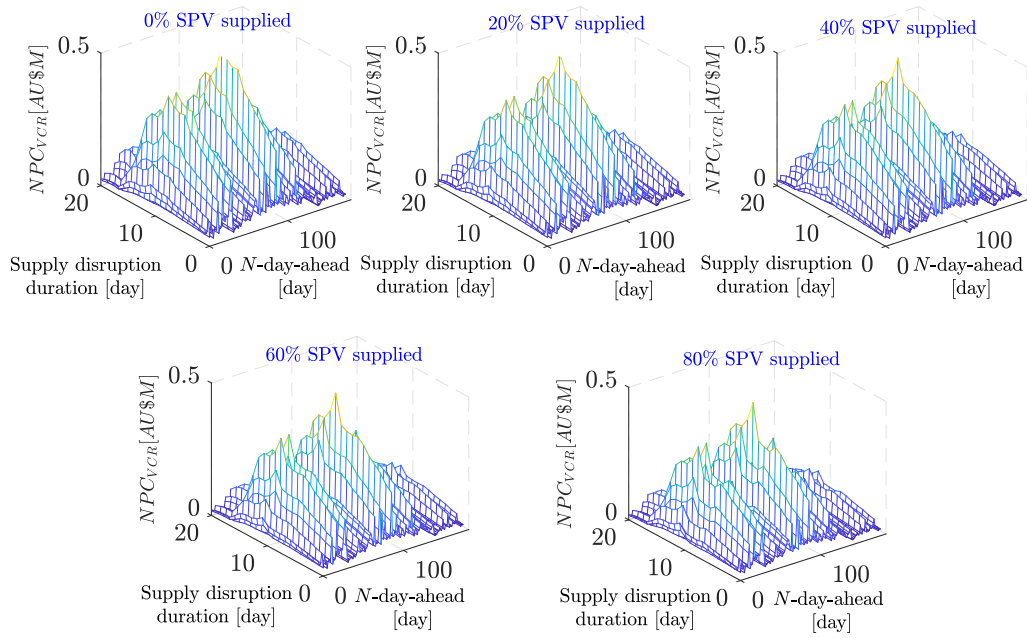 0% SPV supplied
0.5
0
NPC_{VCR}[AU$M]
20
10
0
0
100
Supply disruption
duration [day]
N-day-ahead
[day]
20% SPV supplied
0.5
0
NPC_{VCR}[AU$M]
20
10
0
0
100
Supply disruption
duration [day]
N-day-ahead
[day]
40% SPV supplied
0.5
0
NPC_{VCR}[AU$M]
20
10
0
0
100
Supply disruption
duration [day]
N-day-ahead
[day]
60% SPV supplied
0.5
0
NPC_{VCR}[AU$M]
20
10
0
0
100
Supply disruption
duration [day]
N-day-ahead
[day]
80% SPV supplied
0.5
0
NPC_{VCR}[AU$M]
20
10
0
0
100
Supply disruption
duration [day]
N-day-ahead
[day]